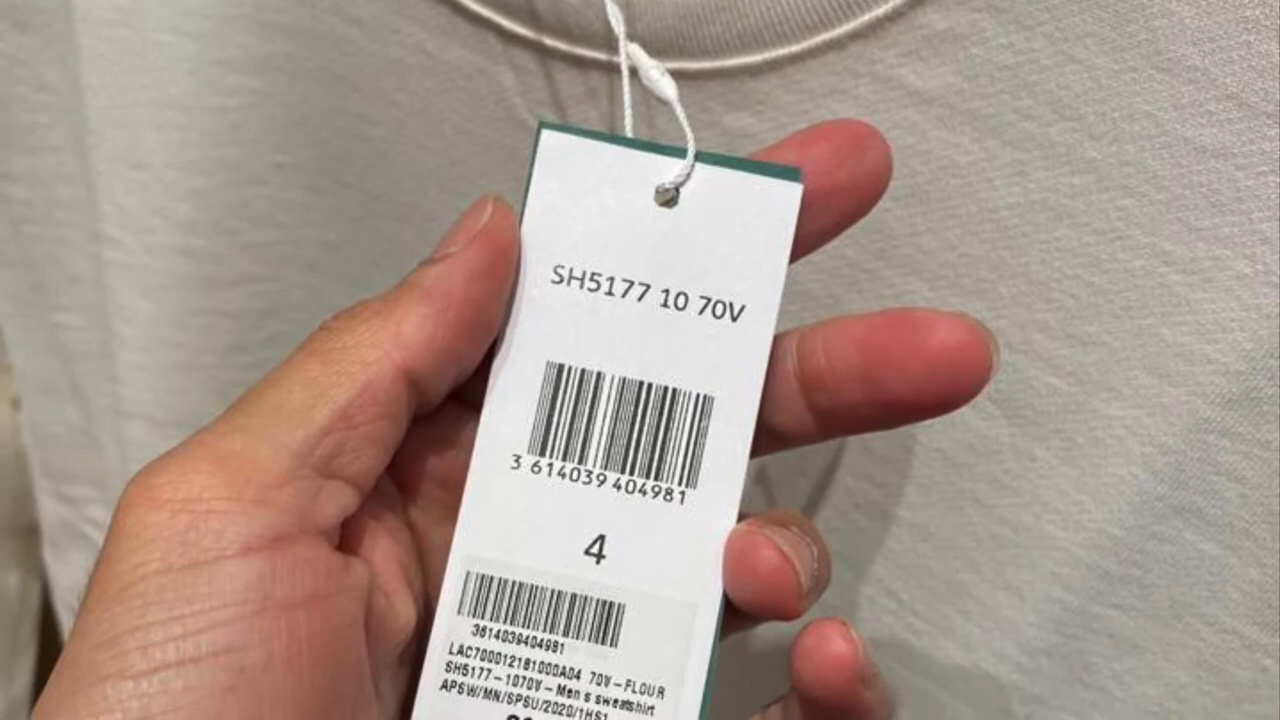 SH5177 10 70V
3 614039 404981
4
3614039404981
LAC700012181000A04 70V-FLOUR
SH5177-1070V-Men s sweatshirt
APSW/MN/SPSU/2020/1HS1